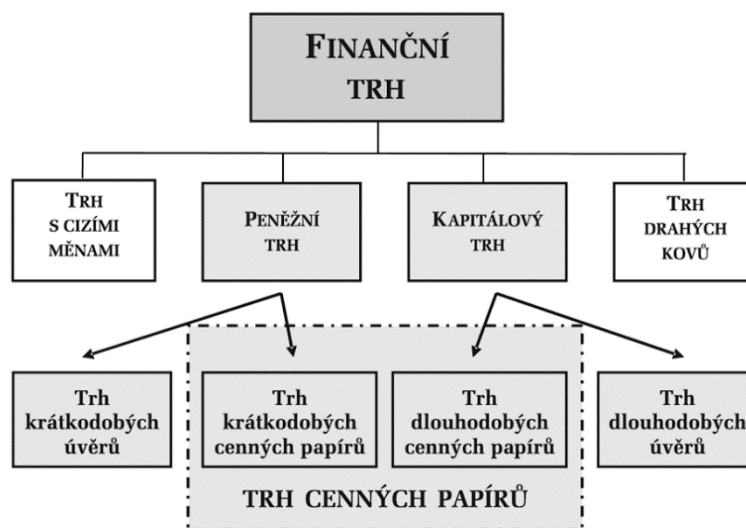 FINANČNÍ
TRH
TRH
S CIZÍMI
MĚNAMI
PENĚŽNÍ
TRH
KAPITÁLOVÝ
TRH
TRH
DRAHÝCH
KOVŮ
Trh
krátkodobých
úvěrů
Trh
krátkodobých
cenných papírů
Trh
dlouhodobých
cenných papírů
Trh
dlouhodobých
úvěrů
TRH CENNÝCH PAPÍRŮ